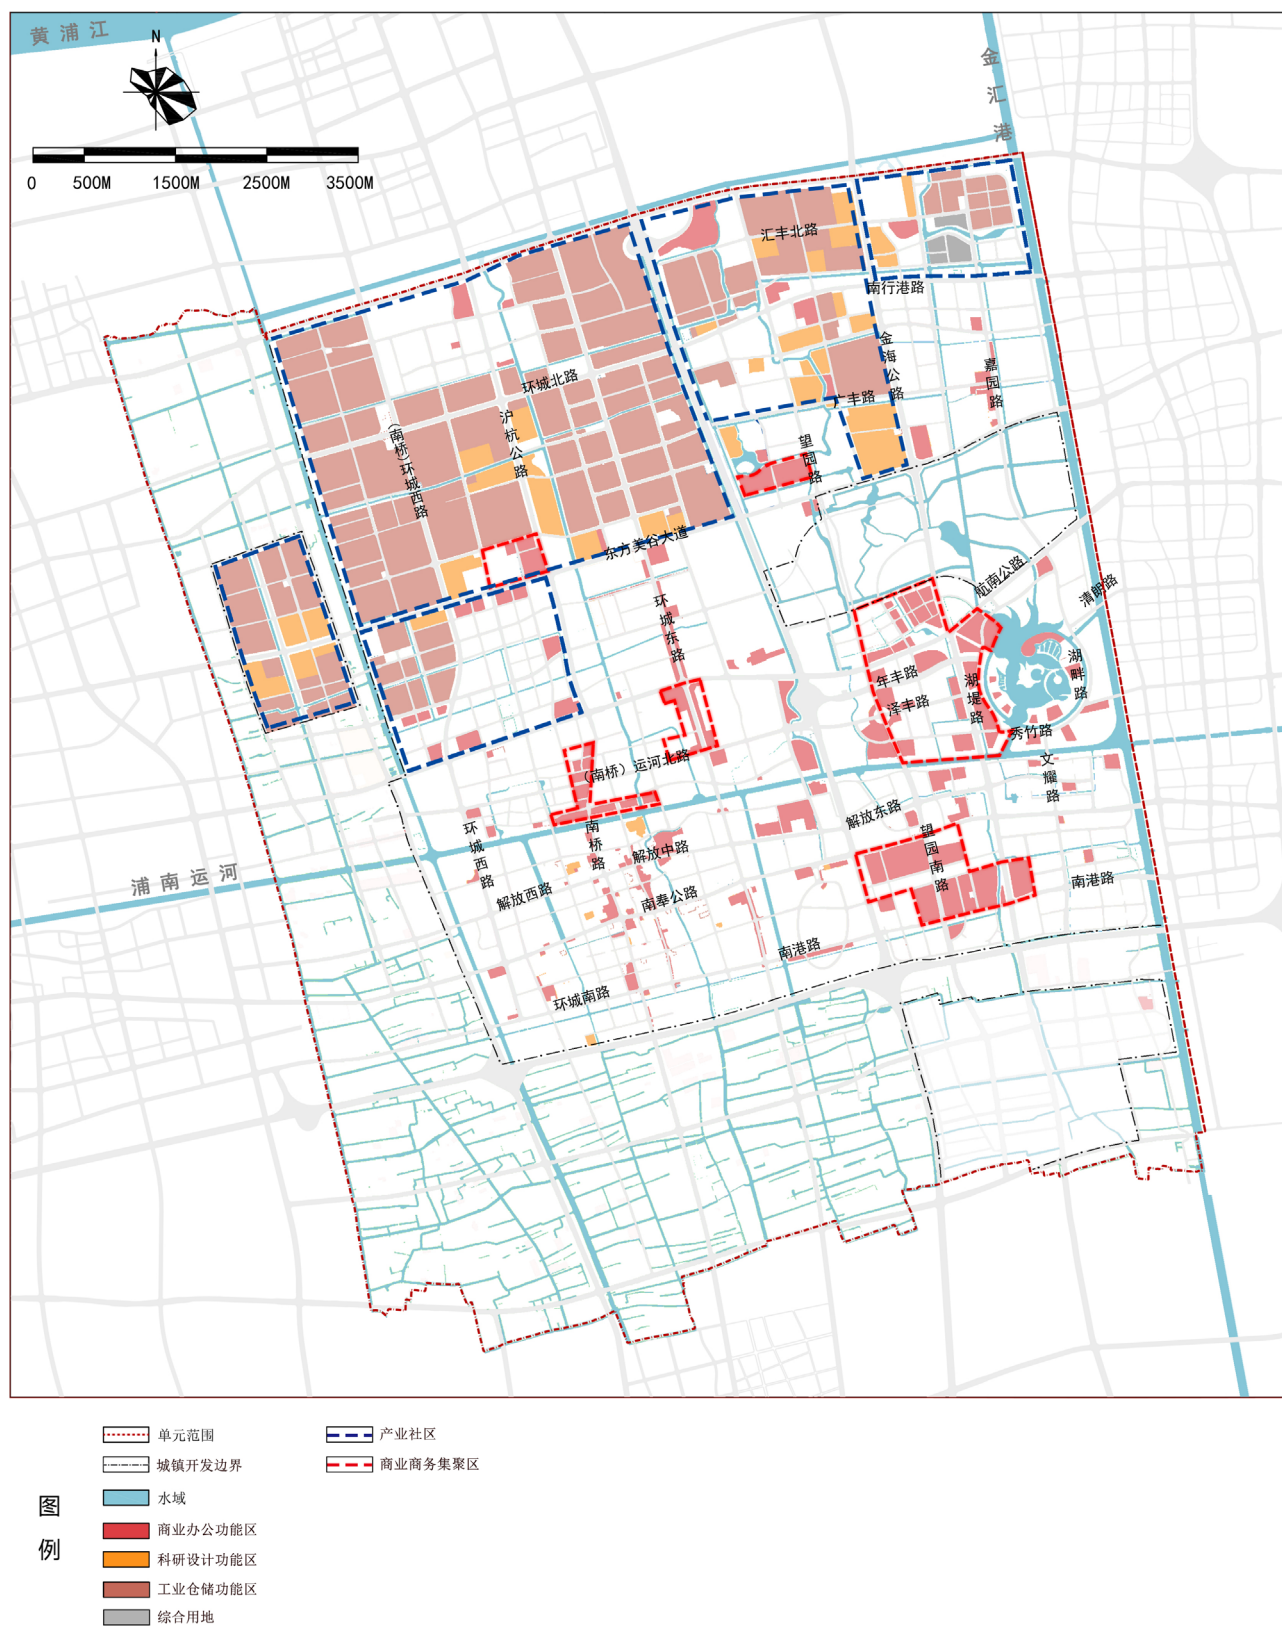 黄浦江
N
金汇港
0 500M 1500M 2500M 3500M
汇丰北路
南行港路
金海公路
嘉园路
环城北路
广丰路
沪杭公路
(南桥)环城西路
望园路
东方美谷大道
航南公路
清朗路
环城东路
年丰路
湖堤路
湖畔路
泽丰路
秀竹路
(南桥)运河北路
文耀路
解放东路
环城西路
南桥路
望园南路
解放中路
浦南运河
解放西路
南奉公路
南港路
南港路
环城南路
图例
单元范围
产业社区
城镇开发边界
商业商务集聚区
水域
商业办公功能区
科研设计功能区
工业仓储功能区
综合用地